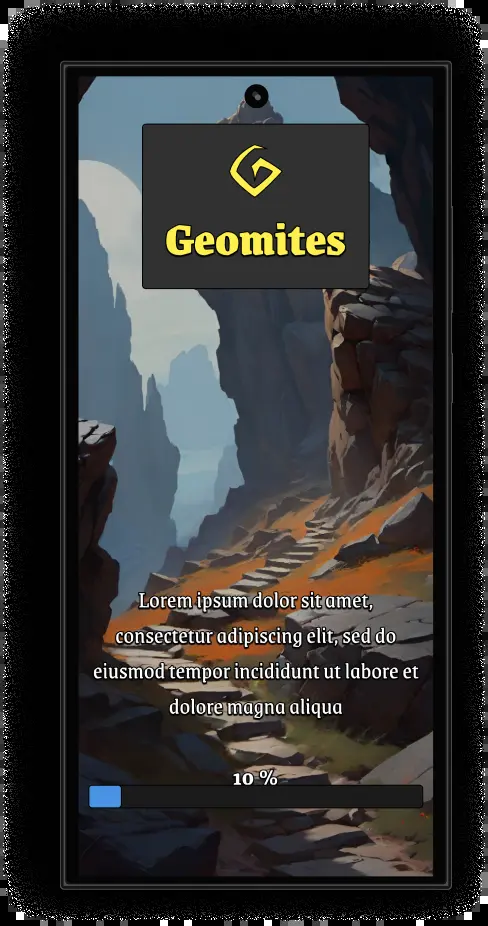 Geomites
Lorem ipsum dolor sit amet,
consectetur adipiscing elit, sed do
eiusmod tempor incididunt ut labore et
dolore magna aliqua
10 %